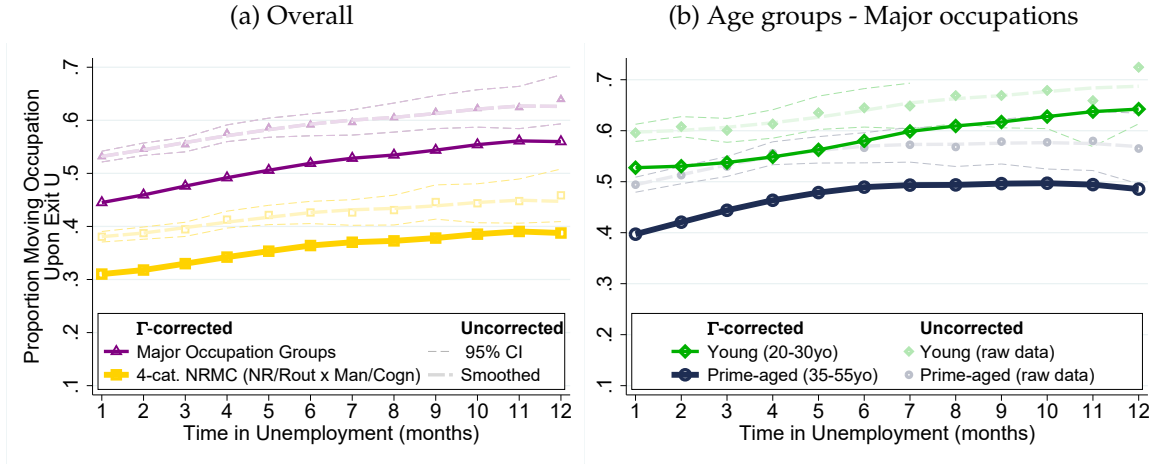 (a) Overall
Proportion Moving Occupation
Upon Exit U
.7
.6
.5
.4
.3
.2
.1
Γ-corrected
Uncorrected
Major Occupation Groups
95% CI
4-cat. NRMC (NR/Rout x Man/Cogn)
Smoothed
1 2 3 4 5 6 7 8 9 10 11 12
Time in Unemployment (months)
(b) Age groups - Major occupations
.7
.6
.5
.4
.3
.2
.1
Γ-corrected
Uncorrected
Young (20-30yo)
Young (raw data)
Prime-aged (35-55yo)
Prime-aged (raw data)
1 2 3 4 5 6 7 8 9 10 11 12
Time in Unemployment (months)